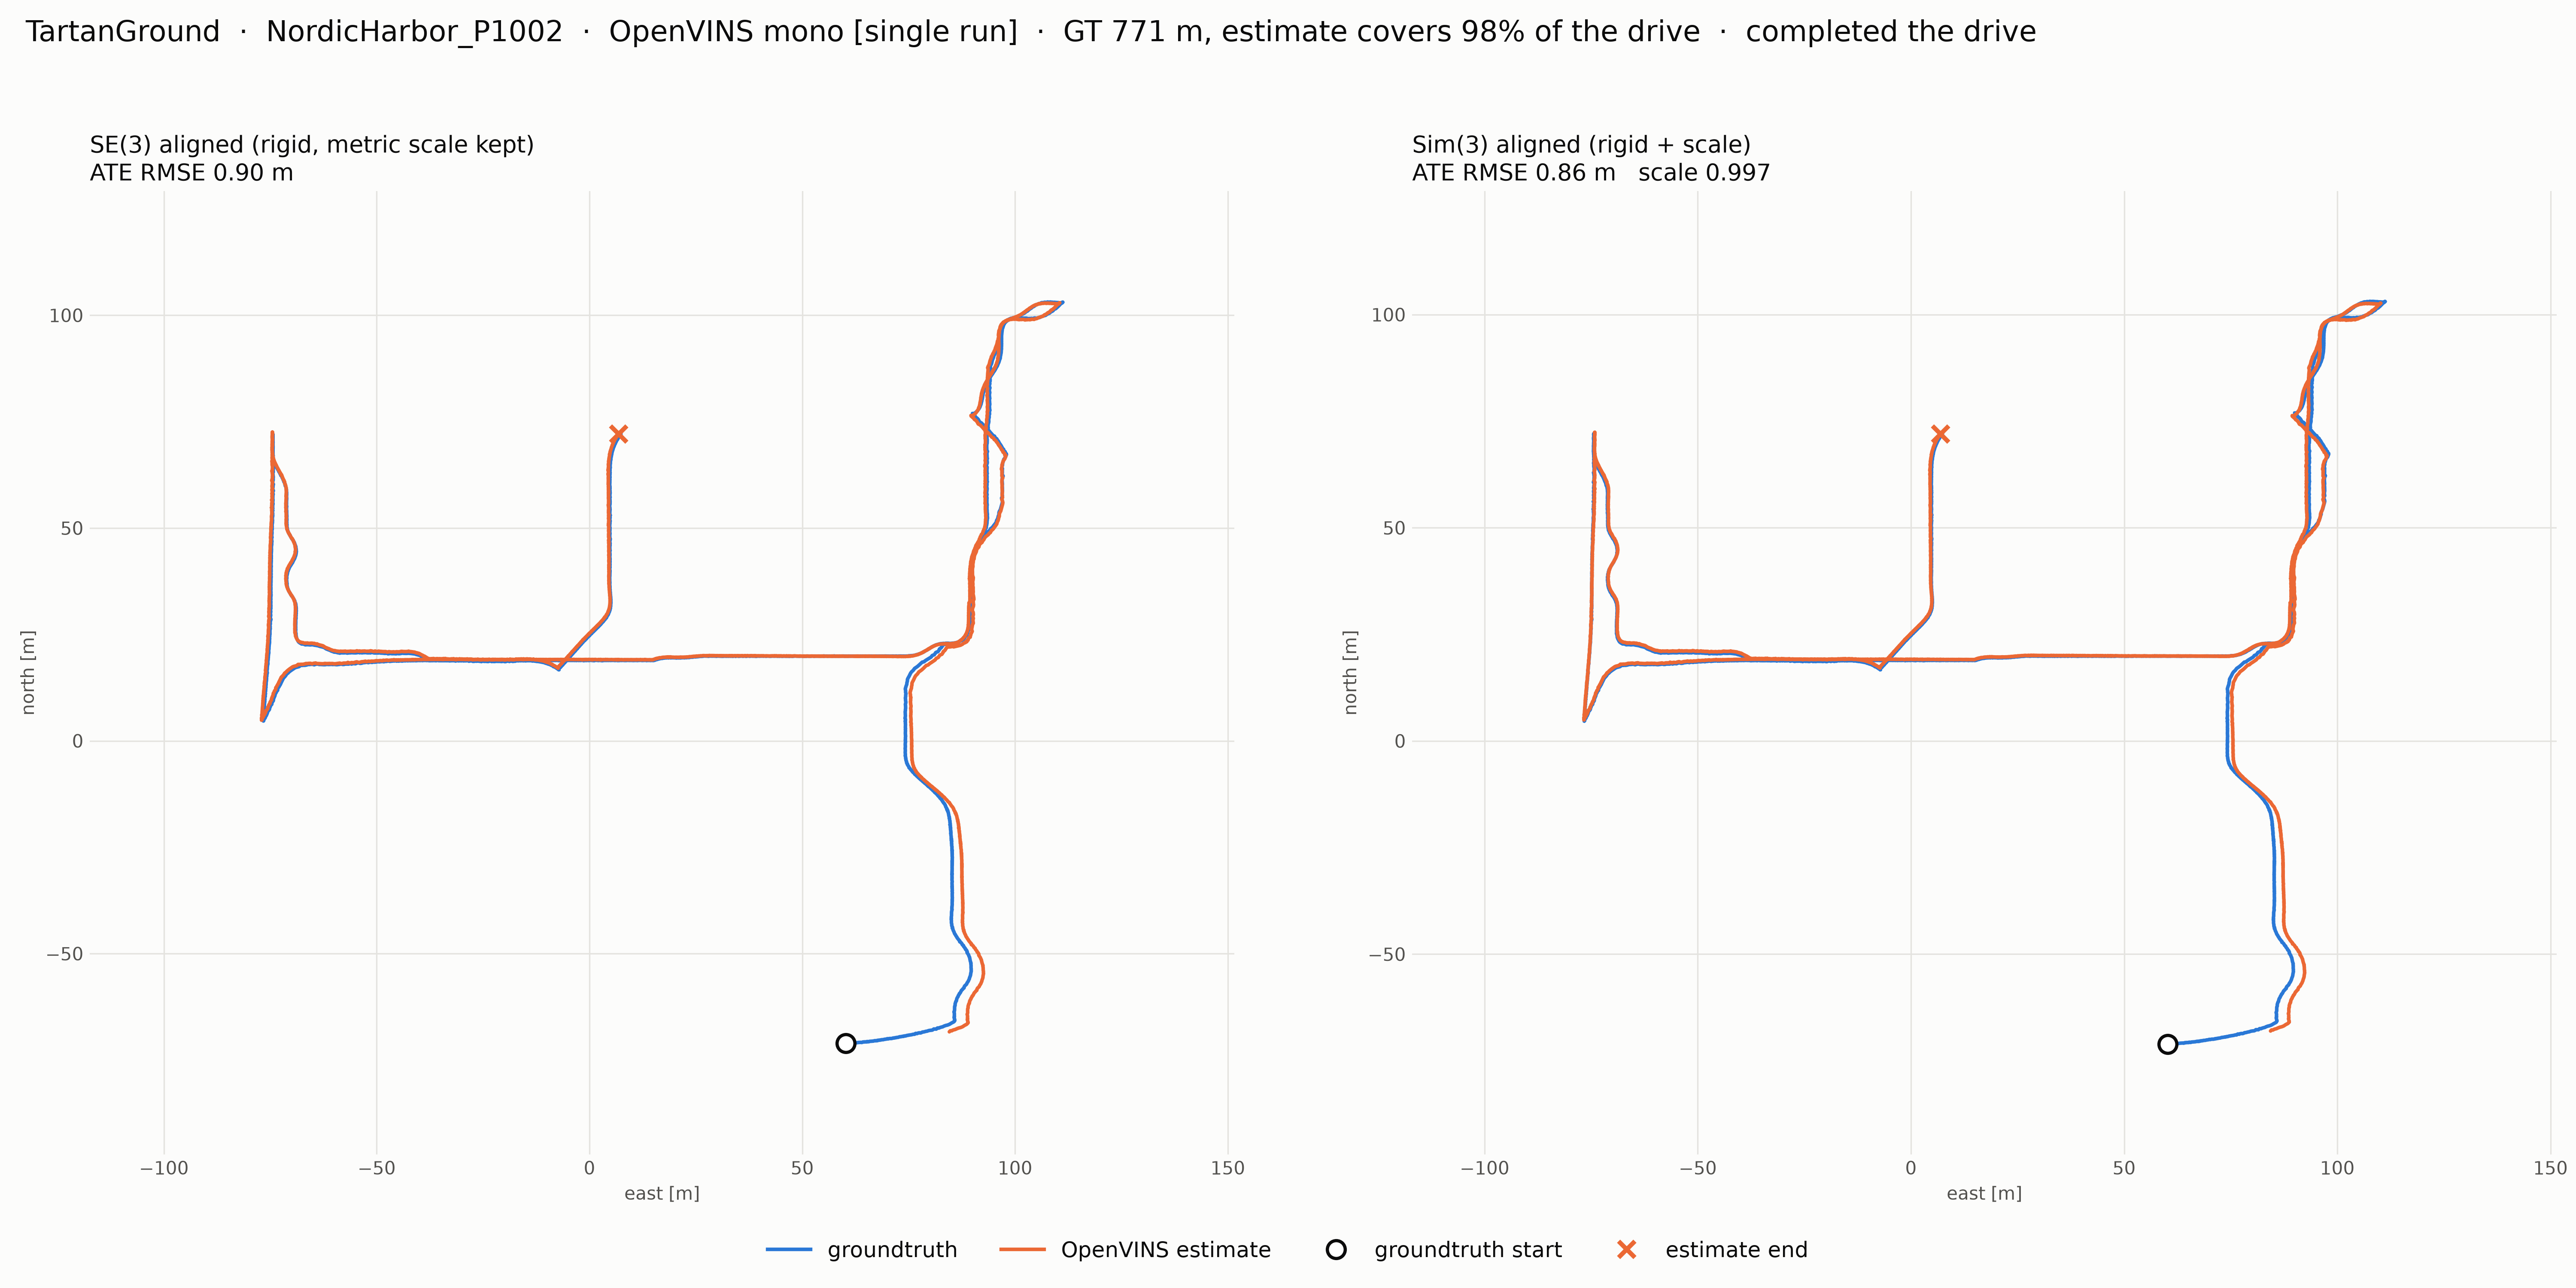 TartanGround · NordicHarbor_P1002 · OpenVINS mono [single run] · GT 771 m, estimate covers 98% of the drive · completed the drive
SE(3) aligned (rigid, metric scale kept)
ATE RMSE 0.90 m
100
50
0
−50
north [m]
−100
−50
0
50
100
150
east [m]
Sim(3) aligned (rigid + scale)
ATE RMSE 0.86 m   scale 0.997
100
50
0
−50
north [m]
−100
−50
0
50
100
150
east [m]
groundtruth
OpenVINS estimate
groundtruth start
estimate end